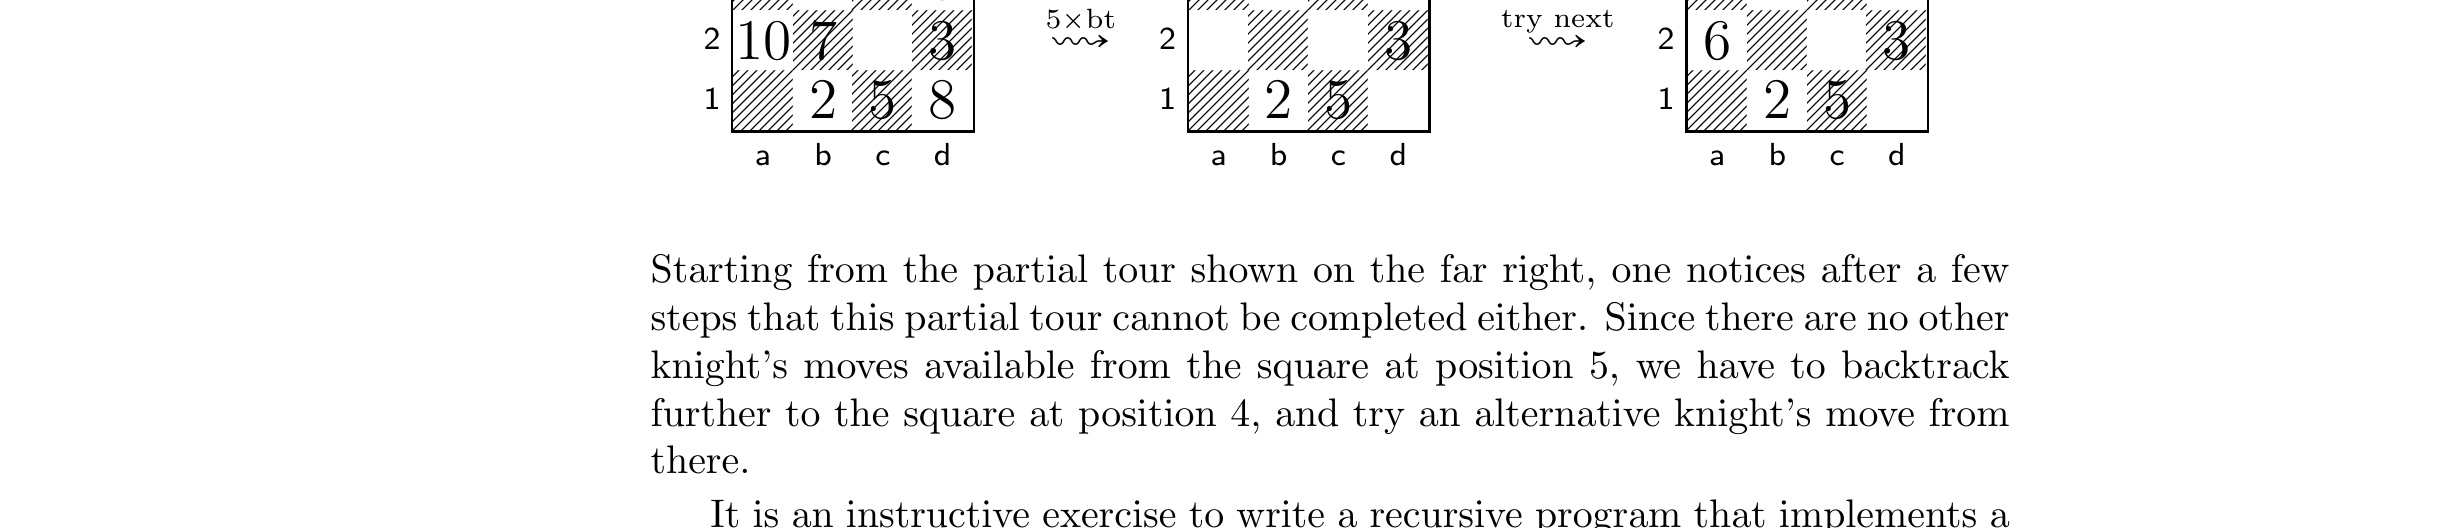 5×bt try next
2 10 7 3 2 3 2 6 3
1 2 5 8 1 2 5 1 2 5
a b c d a b c d a b c d
Starting from the partial tour shown on the far right, one notices after a few
steps that this partial tour cannot be completed either. Since there are no other
knight's moves available from the square at position 5, we have to backtrack
further to the square at position 4, and try an alternative knight's move from
there.
It is an instructive exercise to write a recursive program that implements a